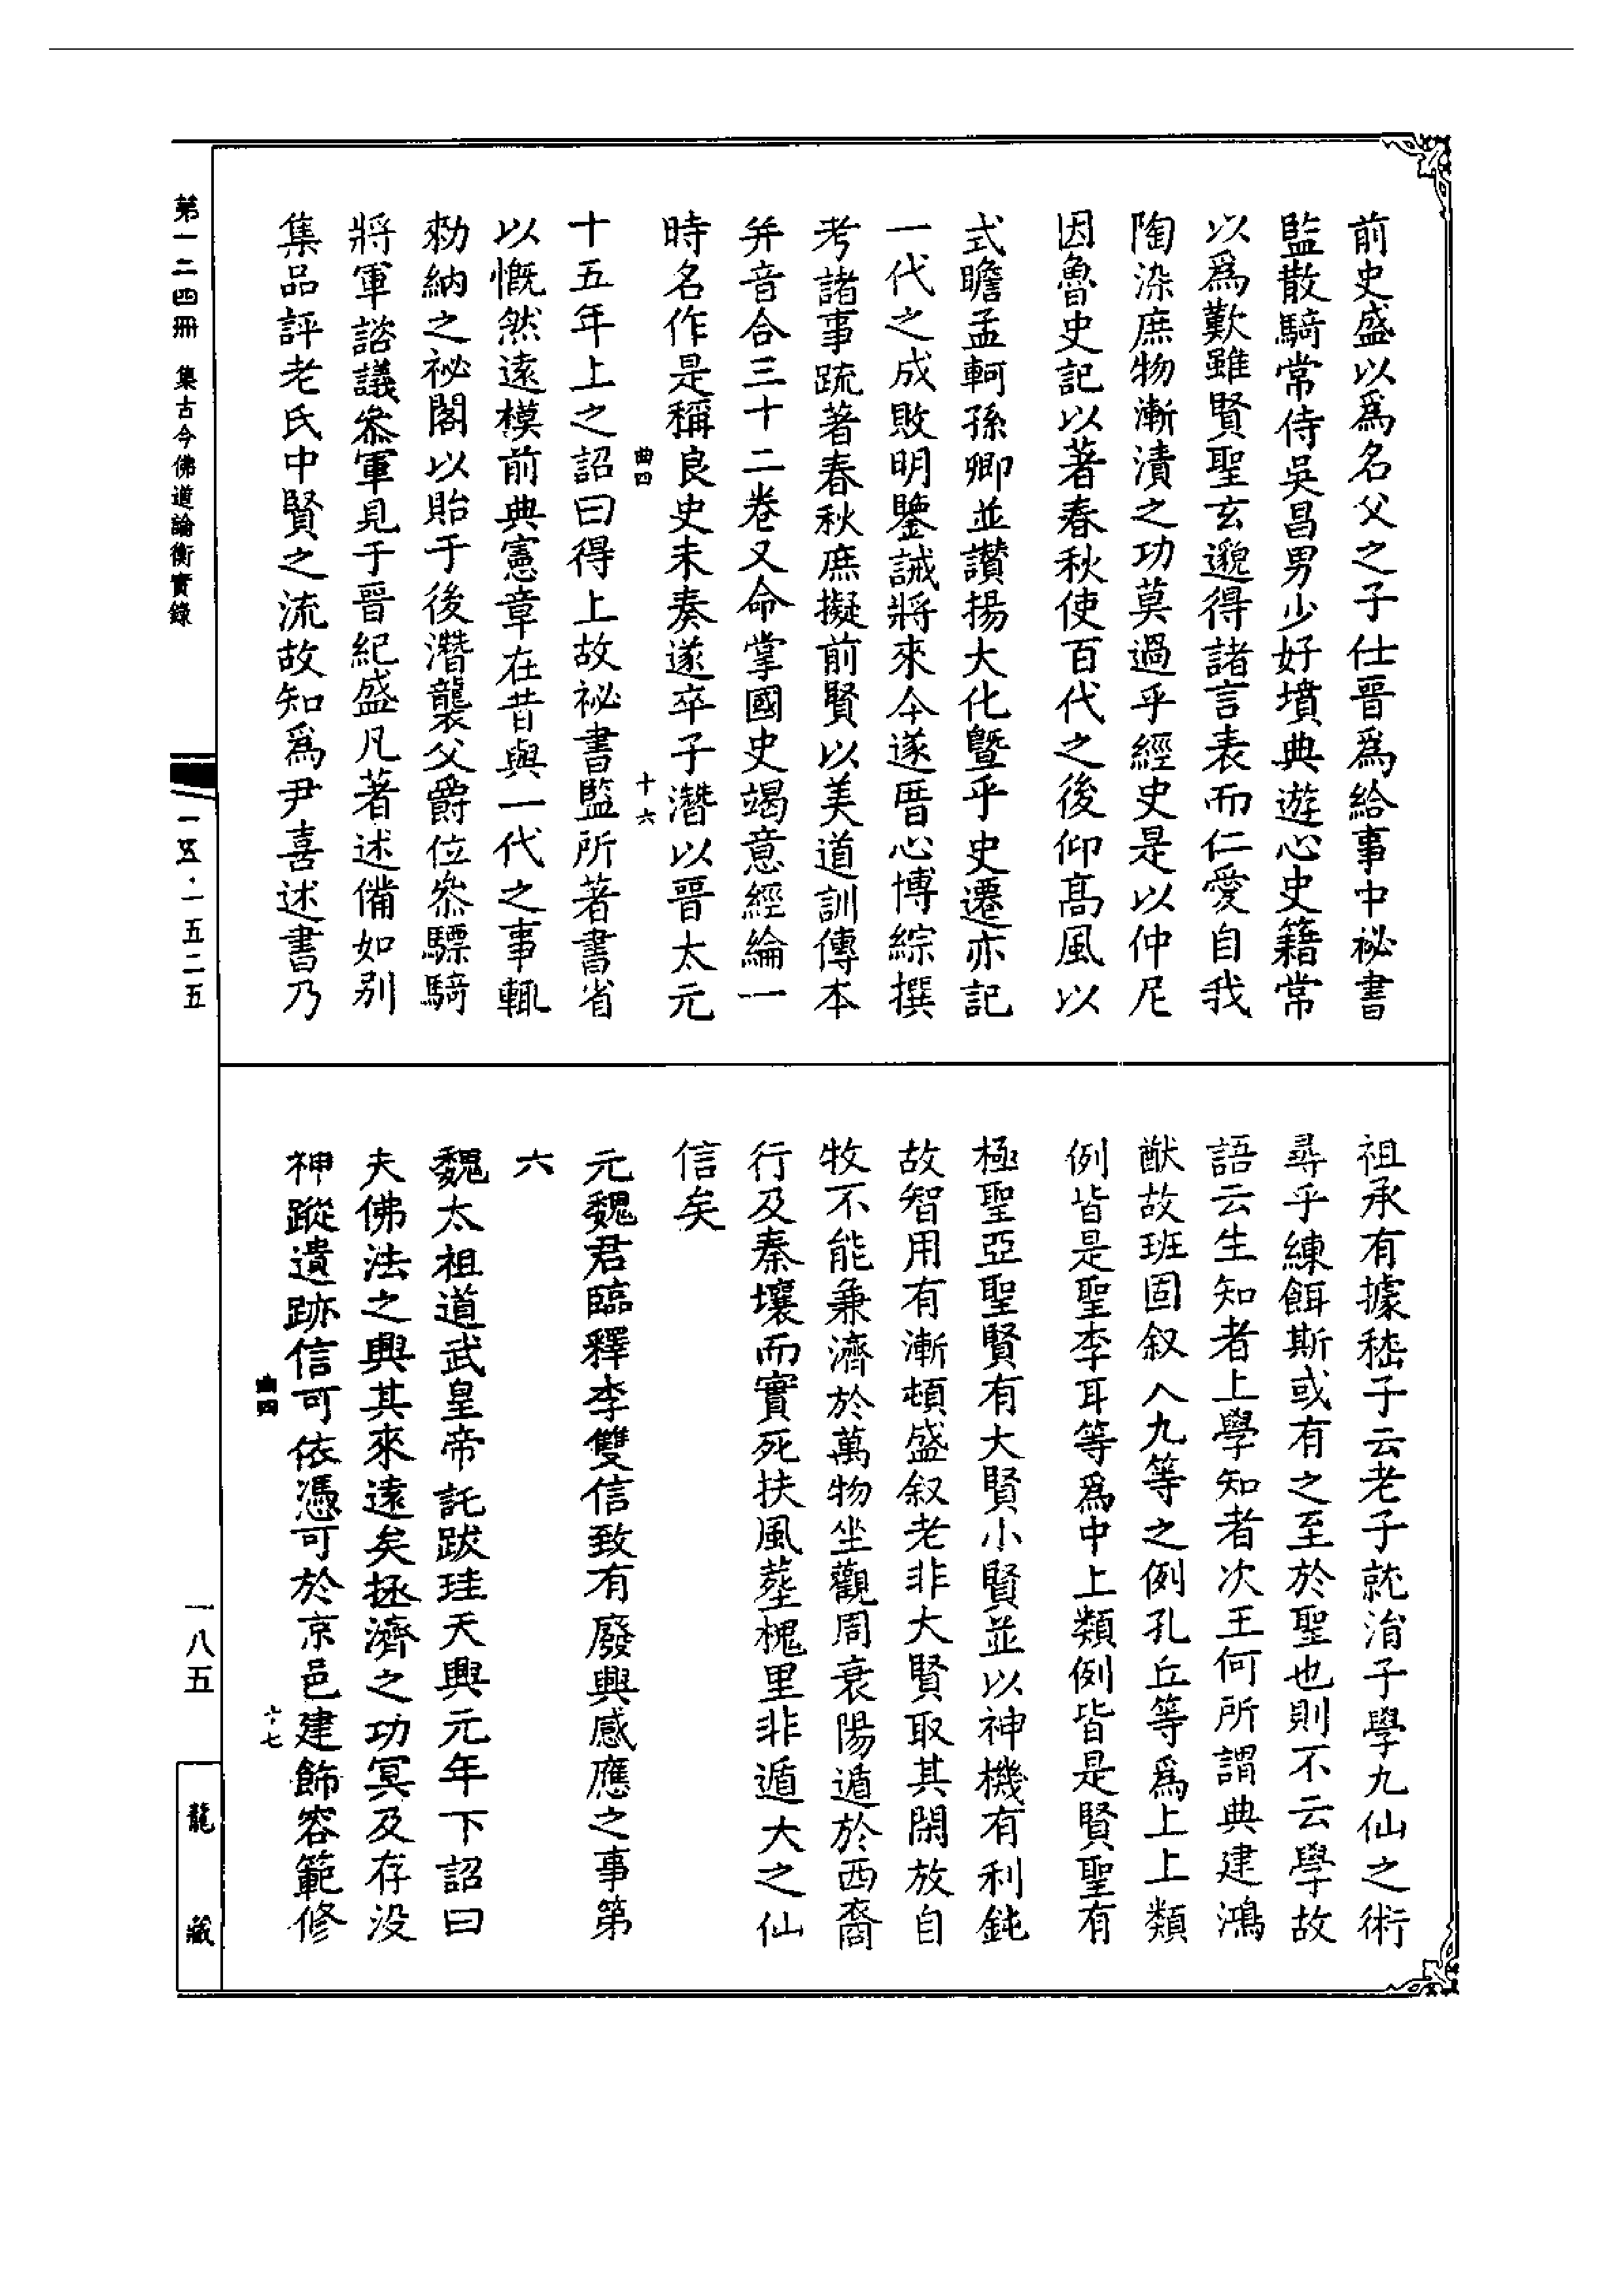 前史盛以爲名父之子仕晋爲給事中祕書
監散騎常侍吳昌男少好墳典遊心史籍常
以爲歎雖賢聖玄邈得諸言表而仁愛自我
陶染庶物漸漬之功莫過乎經史是以仲尼
因魯史記以著春秋使百代之後仰髙風以
式瞻孟軻孫卿並讃揚大化暨乎史遷亦記
一代之成敗明鑒誡將來今遂厝心博綜撰
考諸事䟽著春秋庶擬前賢以美道訓傳本
并音合三十二卷又命掌國史竭意經綸一
時名作是稱良史未奏遂卒子潛以晋太元
曲四
十六
十五年上之詔曰得上故祕書監所著書省
以慨然遠模前典憲章在昔與一代之事輒
勑納之祕閣以貽于後潛襲父爵位叅驃騎
將軍諮議叅軍見于晋紀盛凡著述備如别
集品評老氏中賢之流故知爲尹喜述書乃
祖承有據嵇子云老子就涓子學九仙之術
尋乎練餌斯或有之至於聖也則不云學故
語云生知者上學知者次王何所謂典建鴻
猷故班固叙人九等之例孔丘等爲上上類
例皆是聖李耳等爲中上類例皆是賢聖有
極聖亞聖賢有大賢小賢並以神機有利鈍
故智用有漸頓盛叙老非大賢取其閑放自
牧不能兼濟於萬物坐觀周衰陽遁於西裔
行及秦壤而實死扶風葬槐里非遁大之仙
信矣
元魏君臨釋李雙信致有廢興感應之事第
六
魏太祖道武皇帝託跋珪天興元年下詔曰
夫佛法之興其來遠矣拯濟之功冥及存没
神蹤遺跡信可依憑可於京邑建飾容範修
曲四
十七
第一二四冊 集古今佛道論衡實錄
一五·一五二五
一八五
龍藏